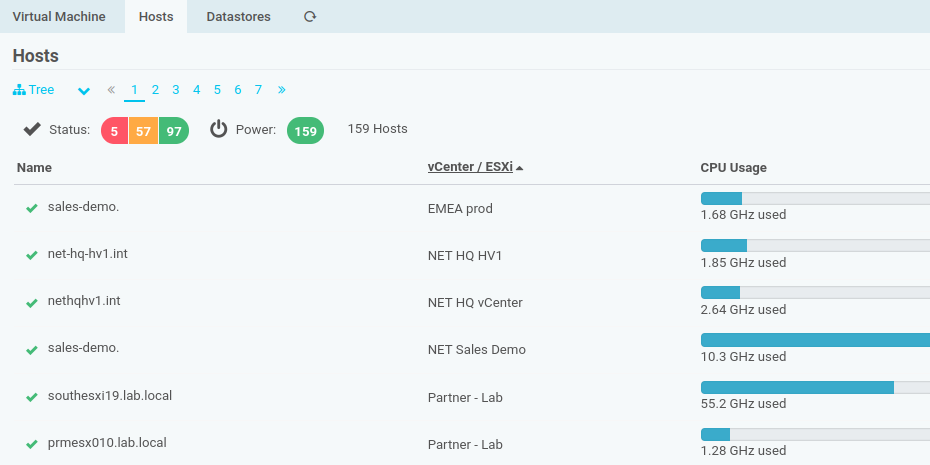 Virtual Machine Hosts Datastores
Hosts
Tree « 1 2 3 4 5 6 7 »
Status: 5 57 97 Power: 159 159 Hosts
Name vCenter / ESXi CPU Usage
sales-demo. EMEA prod
1.68 GHz used
net-hq-hv1.int NET HQ HV1
1.85 GHz used
nethqhv1.int NET HQ vCenter
2.64 GHz used
sales-demo. NET Sales Demo
10.3 GHz used
southesxi19.lab.local Partner - Lab
55.2 GHz used
prmesx010.lab.local Partner - Lab
1.28 GHz used